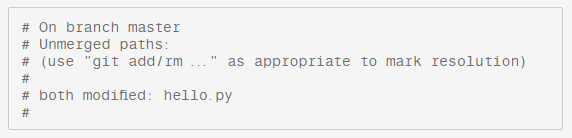 # On branch master
# Unmerged paths:
# (use "git add/rm ..." as appropriate to mark resolution)
#
# both modified: hello.py
#